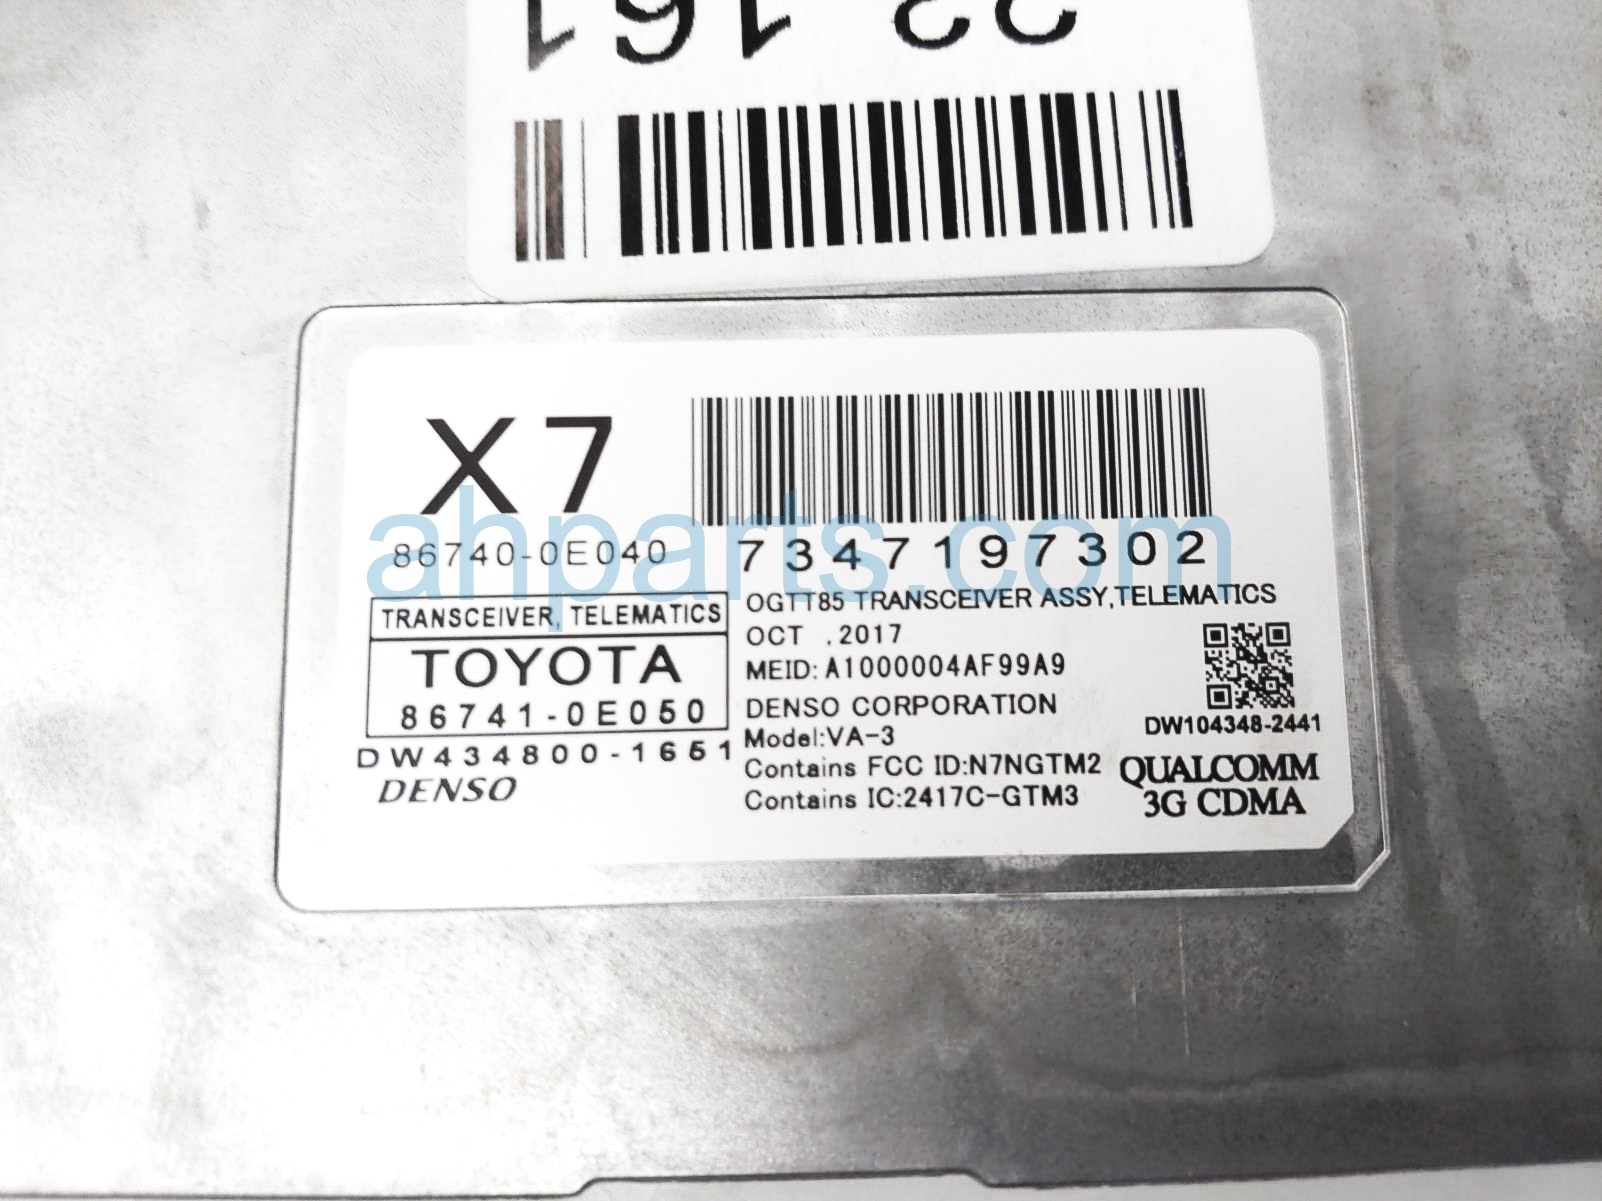 X7
86740-0E040
TRANSCEIVER, TELEMATICS
TOYOTA
86741-0E050
DW434800-1651
DENSO
7347197302
OGTT85 TRANSCEIVER ASSY,TELEMATICS
OCT .2017
MEID: A1000004AF99A9
DENSO CORPORATION
Model:VA-3
Contains FCC ID:N7NGTM2
Contains IC:2417C-GTM3
DW104348-2441
QUALCOMM
3G CDMA
ahparts.com